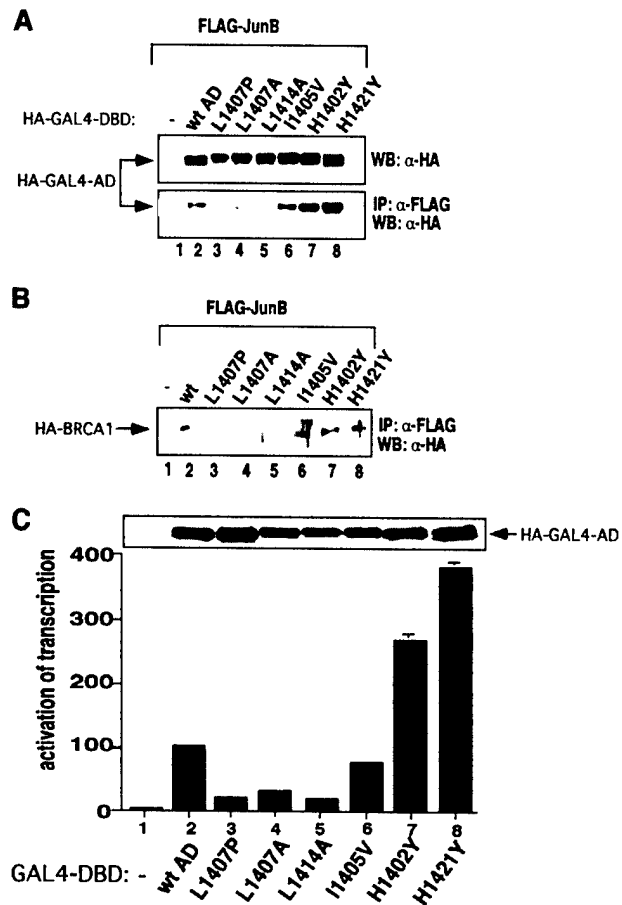 A
FLAG-JunB
HA-GAL4-DBD: - wt AD L1407P L1407A L1414A I1405V H1402Y H1421Y
WB: α-HA
HA-GAL4-AD
IP: α-FLAG
WB: α-HA
1 2 3 4 5 6 7 8
B
FLAG-JunB
- wt L1407P L1407A L1414A I1405V H1402Y H1421Y
HA-BRCA1
IP: α-FLAG
WB: α-HA
1 2 3 4 5 6 7 8
C
HA-GAL4-AD
activation of transcription
400
300
200
100
0
1 2 3 4 5 6 7 8
GAL4-DBD: - wt AD L1407P L1407A L1414A I1405V H1402Y H1421Y